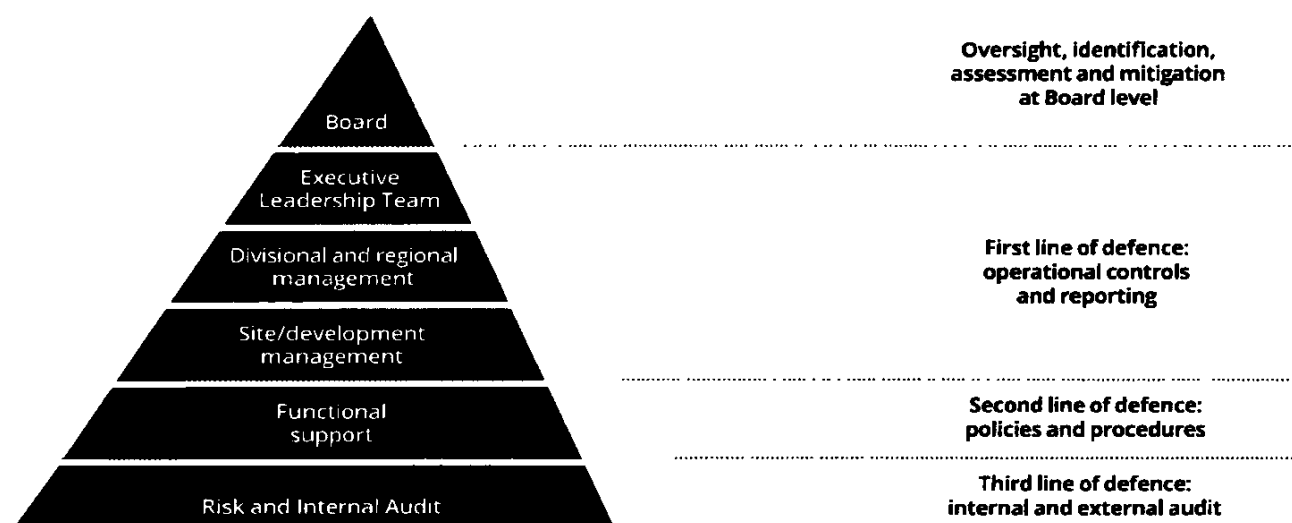 Board
Oversight, identification,
assessment and mitigation
at Board level
Executive
Leadership Team
Divisional and regional
management
Site/development
management
First line of defence:
operational controls
and reporting
Functional
support
Second line of defence:
policies and procedures
Risk and Internal Audit
Third line of defence:
internal and external audit